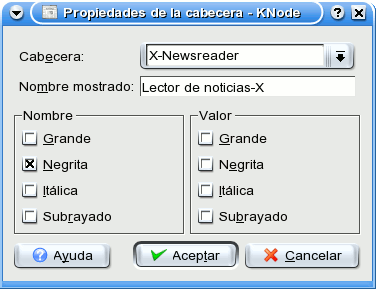 Propiedades de la cabecera - KNode
Cabecera: X-Newsreader
Nombre mostrado: Lector de noticias-X
Nombre Valor
Grande Grande
Negrita Negrita
Itálica Itálica
Subrayado Subrayado
Ayuda Aceptar Cancelar